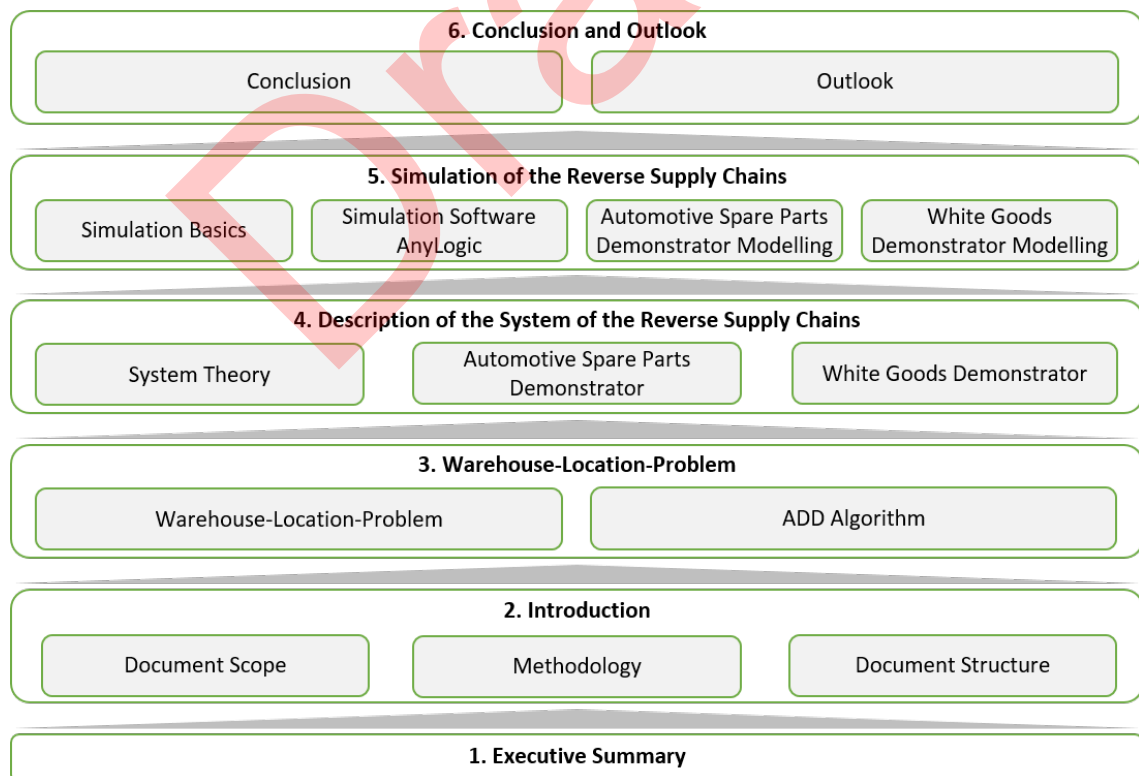 6. Conclusion and Outlook
Conclusion
Outlook
5. Simulation of the Reverse Supply Chains
Simulation Basics
Simulation Software
AnyLogic
Automotive Spare Parts
Demonstrator Modelling
White Goods
Demonstrator Modelling
4. Description of the System of the Reverse Supply Chains
System Theory
Automotive Spare Parts
Demonstrator
White Goods Demonstrator
3. Warehouse-Location-Problem
Warehouse-Location-Problem
ADD Algorithm
2. Introduction
Document Scope
Methodology
Document Structure
1. Executive Summary